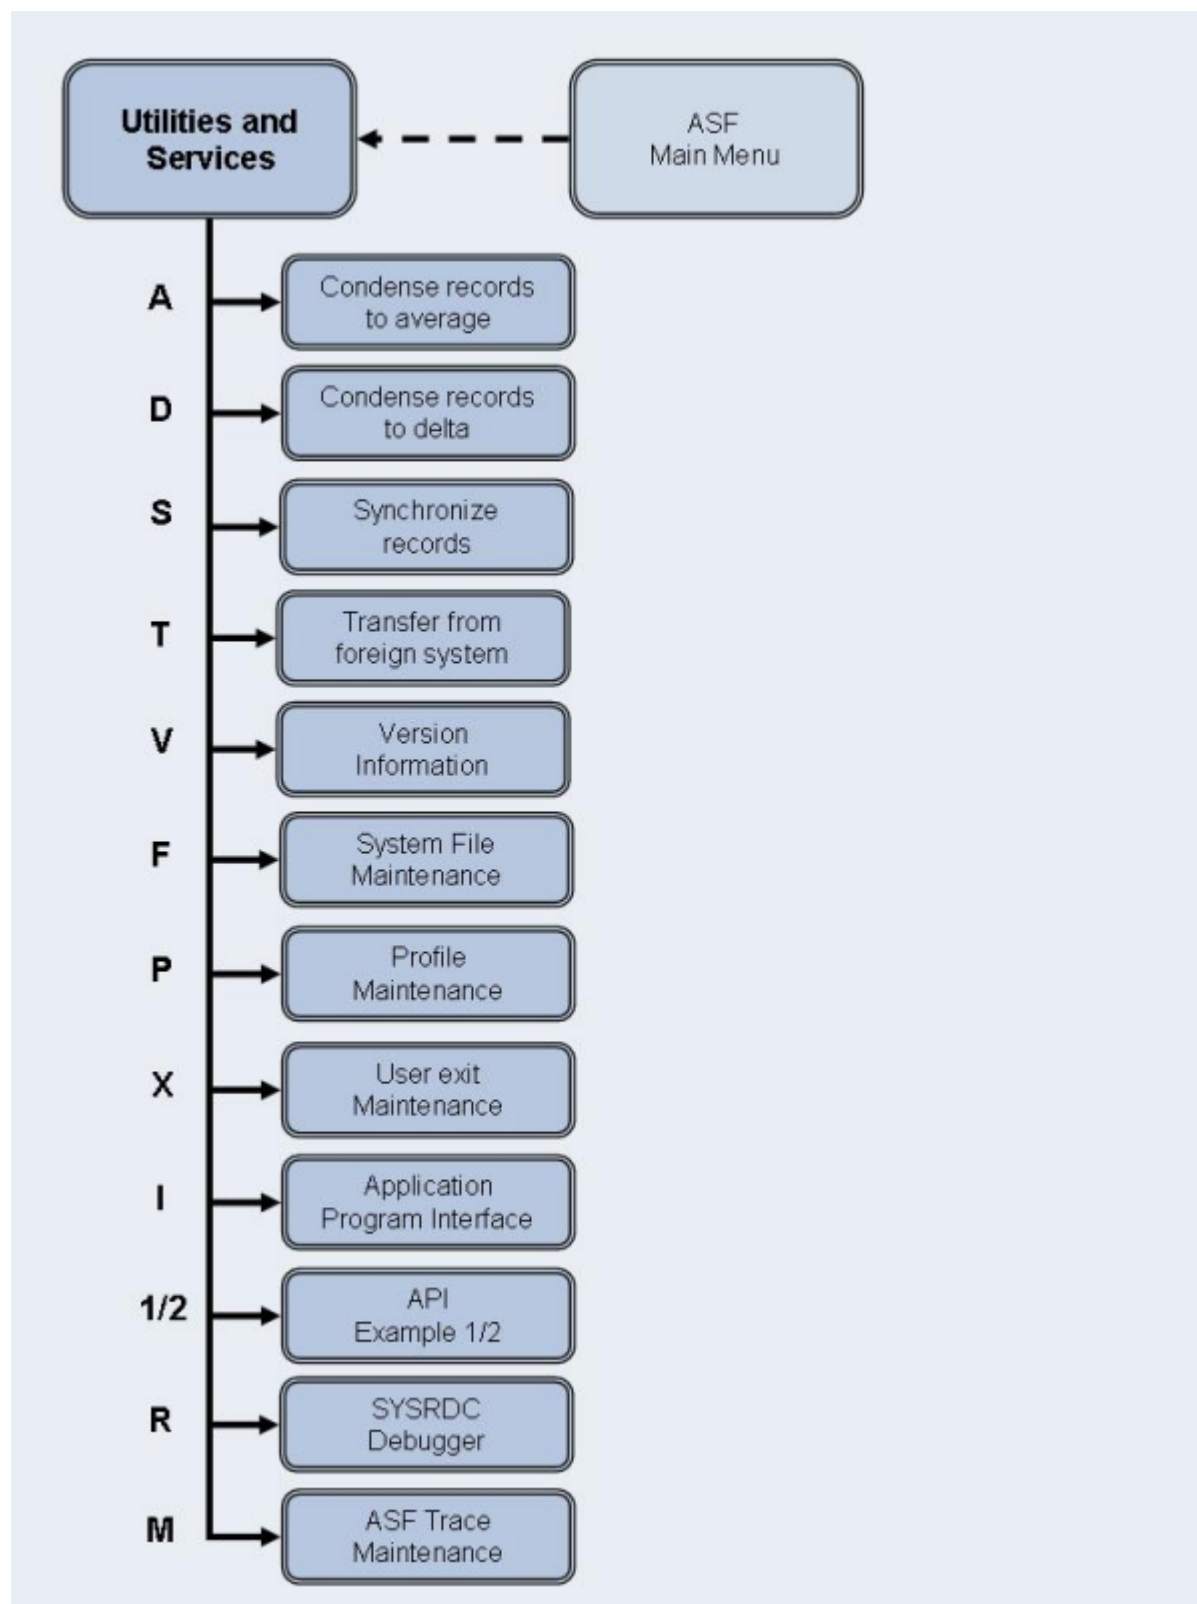 Utilities and
Services
ASF
Main Menu
A
Condense records
to average
D
Condense records
to delta
S
Synchronize
records
T
Transfer from
foreign system
V
Version
Information
F
System File
Maintenance
P
Profile
Maintenance
X
User exit
Maintenance
I
Application
Program Interface
1/2
API
Example 1/2
R
SYSRDC
Debugger
M
ASF Trace
Maintenance